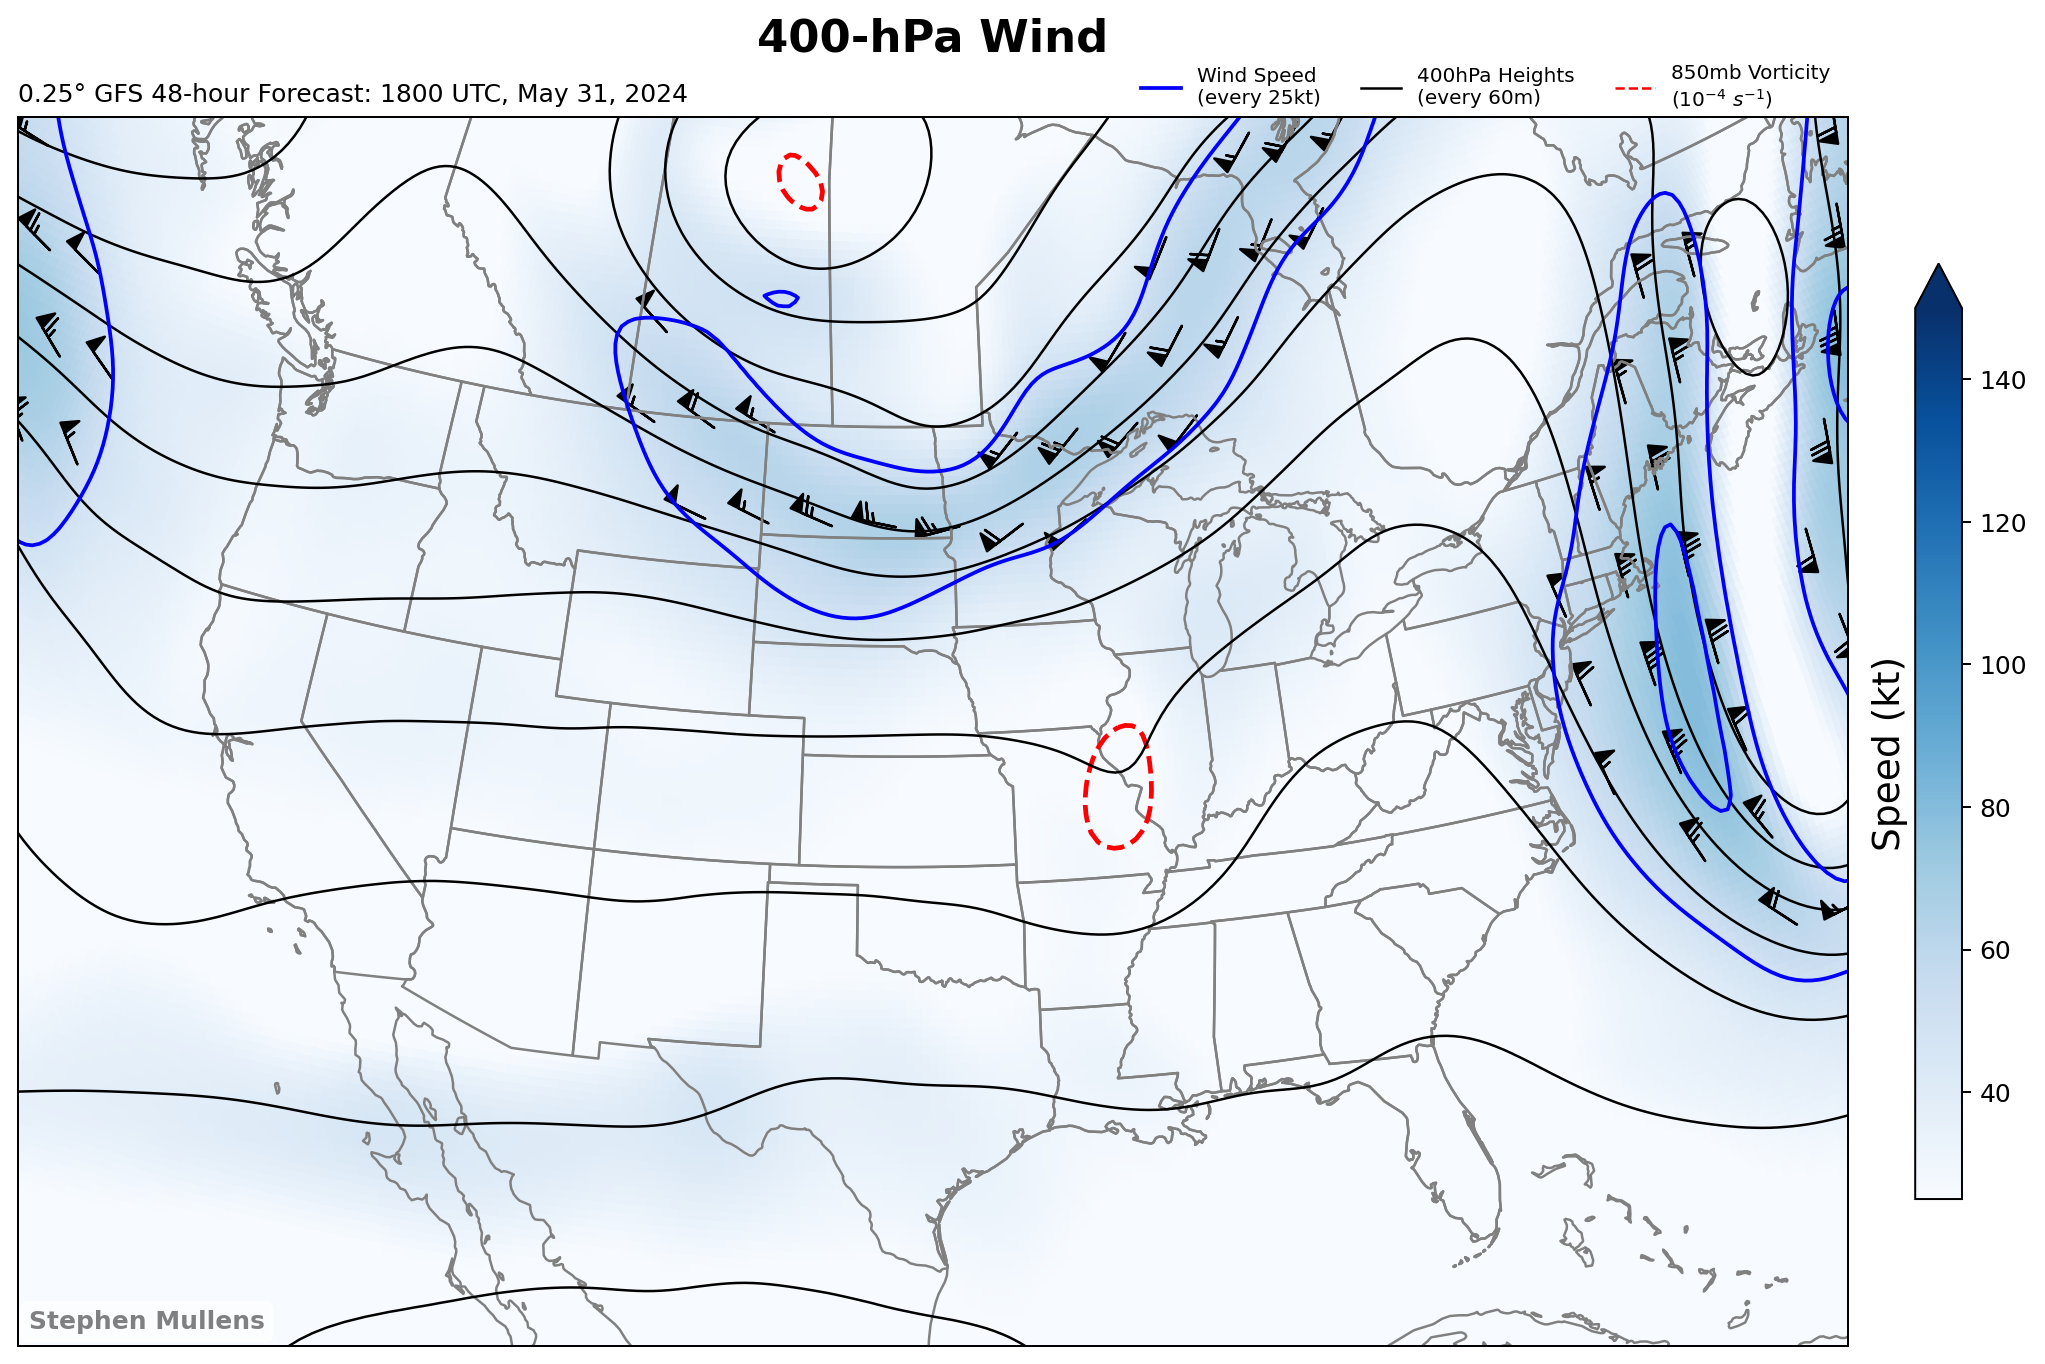 400-hPa Wind
0.25° GFS 48-hour Forecast: 1800 UTC, May 31, 2024
Wind Speed
(every 25kt)
400hPa Heights
(every 60m)
850mb Vorticity
(10⁻⁴ s⁻¹)
140
120
100
80
60
40
Speed (kt)
Stephen Mullens